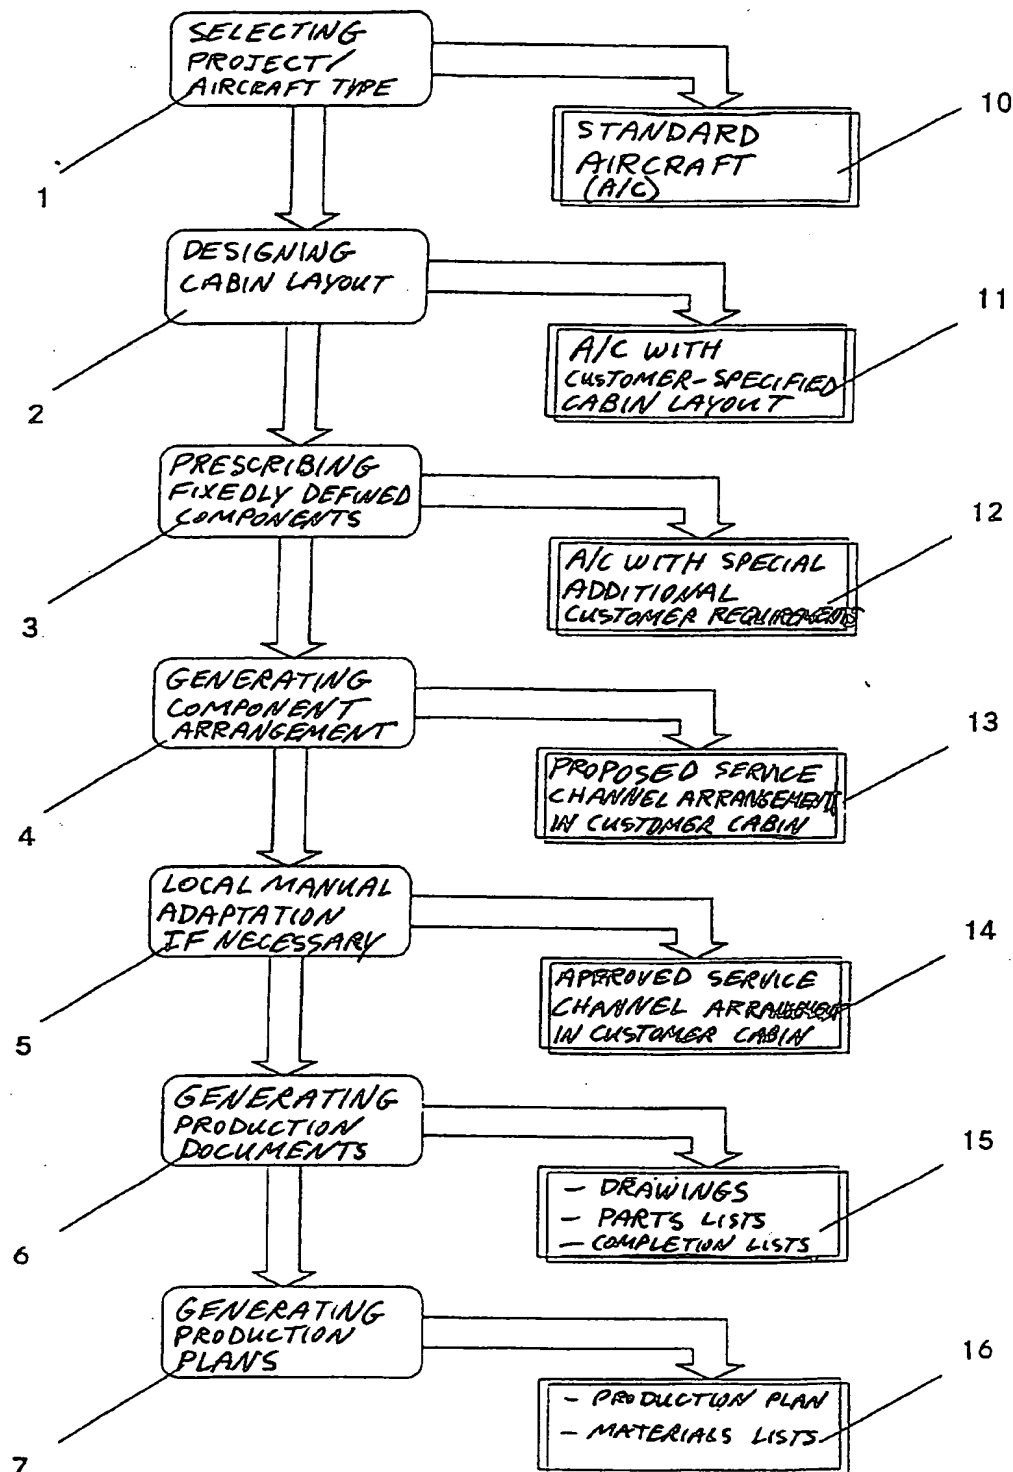 SELECTING
PROJECT/
AIRCRAFT TYPE
1
STANDARD
AIRCRAFT
(A/C)
10
DESIGNING
CABIN LAYOUT
2
A/C WITH
CUSTOMER-SPECIFIED
CABIN LAYOUT
11
PRESCRIBING
FIXEDLY DEFINED
COMPONENTS
3
A/C WITH SPECIAL
ADDITIONAL
CUSTOMER REQUIREMENTS
12
GENERATING
COMPONENT
ARRANGEMENT
4
PROPOSED SERVICE
CHANNEL ARRANGEMENT
IN CUSTOMER CABIN
13
LOCAL MANUAL
ADAPTATION
IF NECESSARY
5
APPROVED SERVICE
CHANNEL ARRANGEMENT
IN CUSTOMER CABIN
14
GENERATING
PRODUCTION
DOCUMENTS
6
- DRAWINGS
- PARTS LISTS
- COMPLETION LISTS
15
GENERATING
PRODUCTION
PLANS
7
- PRODUCTION PLAN
- MATERIALS LISTS
16